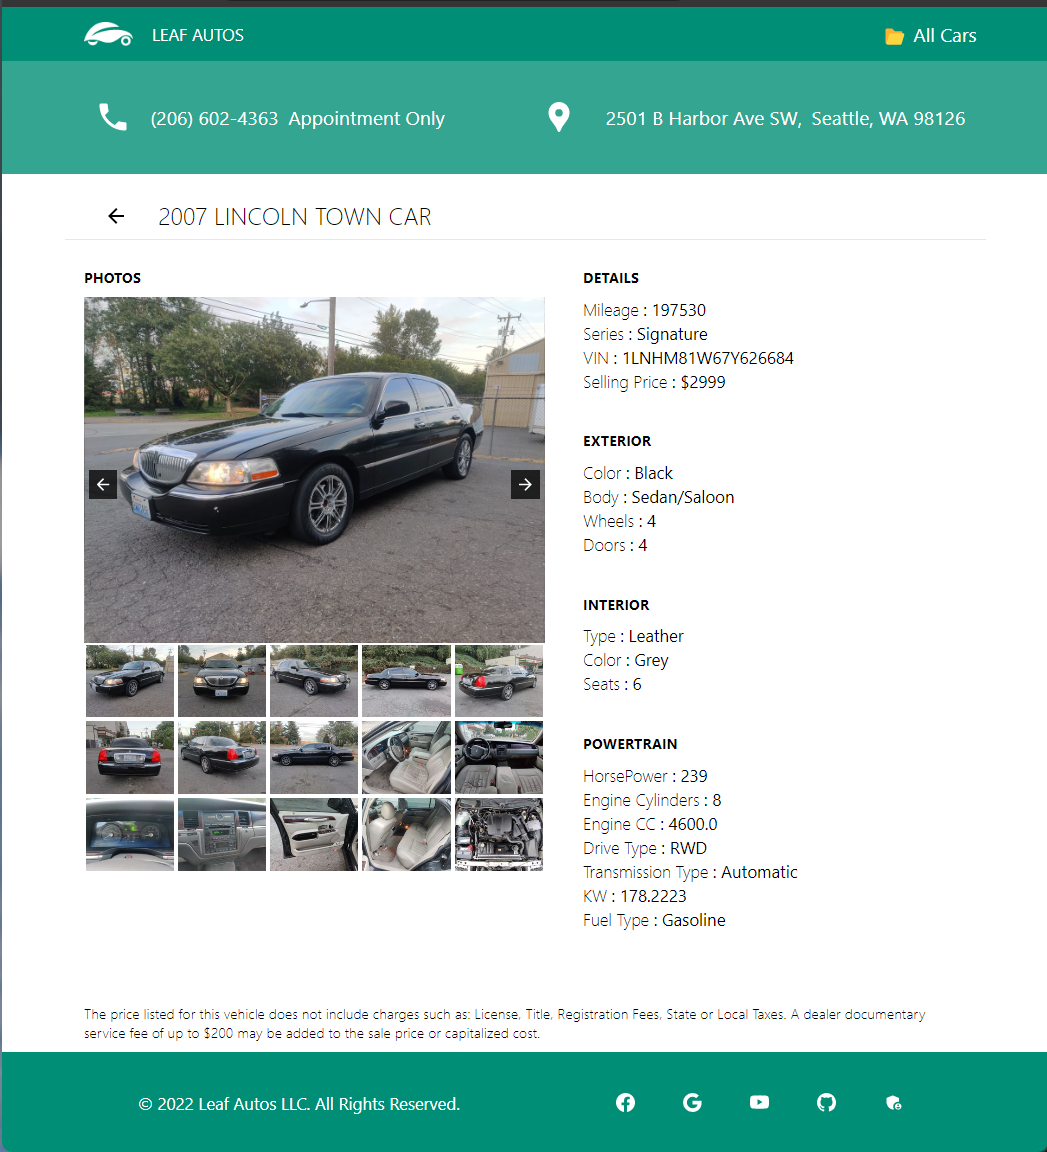 LEAF AUTOS
All Cars
(206) 602-4363 Appointment Only
2501 B Harbor Ave SW, Seattle, WA 98126
2007 LINCOLN TOWN CAR
PHOTOS
DETAILS
Mileage : 197530
Series : Signature
VIN : 1LNHM81W67Y626684
Selling Price : $2999
EXTERIOR
Color : Black
Body : Sedan/Saloon
Wheels : 4
Doors : 4
INTERIOR
Type : Leather
Color : Grey
Seats : 6
POWERTRAIN
HorsePower : 239
Engine Cylinders : 8
Engine CC : 4600.0
Drive Type : RWD
Transmission Type : Automatic
KW : 178.2223
Fuel Type : Gasoline
The price listed for this vehicle does not include charges such as: License, Title, Registration Fees, State or Local Taxes. A dealer documentary
service fee of up to $200 may be added to the sale price or capitalized cost.
© 2022 Leaf Autos LLC. All Rights Reserved.